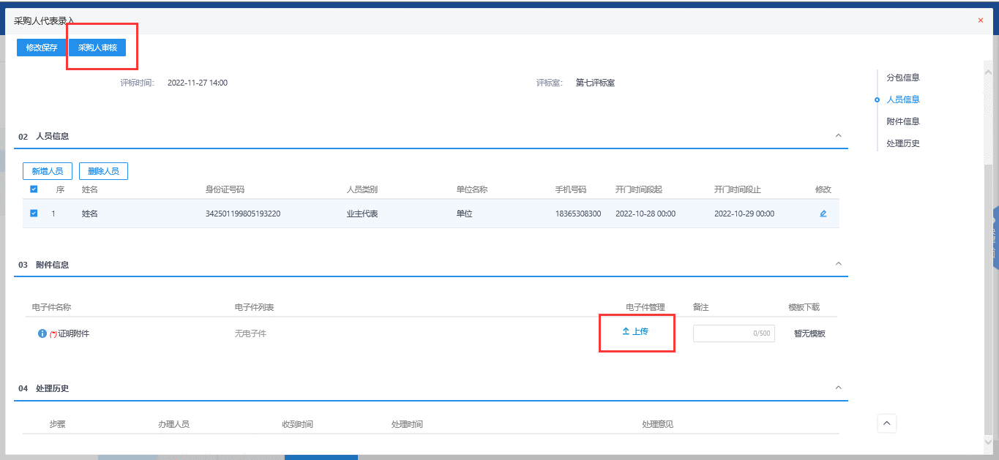 采购人代表录入
修改保存 采购人审核
评标时间: 2022-11-27 14:00 评标室: 第七评标室
分包信息
人员信息
附件信息
处理历史
02 人员信息
新增人员 删除人员
序 姓名 身份证号码 人员类别 单位名称 手机号码 开门时间段起 开门时间段止 修改
1 姓名 342501199805193220 业主代表 单位 18365308300 2022-10-28 00:00 2022-10-29 00:00
03 附件信息
电子件名称 电子件列表 电子件管理 备注 模板下载
(*)证明附件 无电子件 上传 0/500 暂无模板
04 处理历史
步骤 办理人员 收到时间 处理时间 处理意见